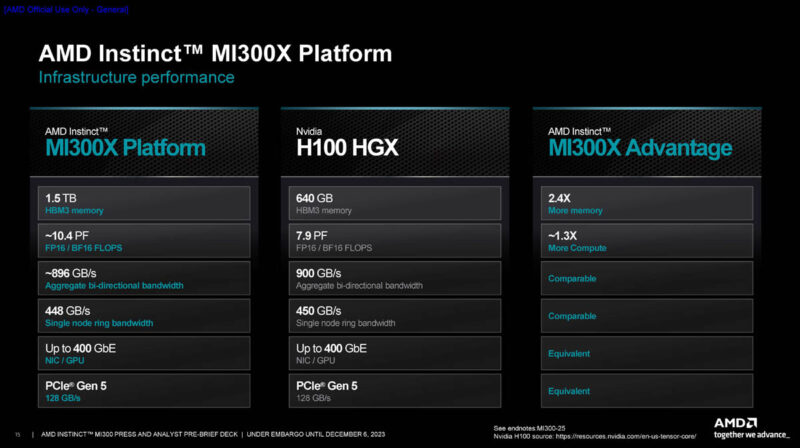 [AMD Official Use Only - General]
AMD Instinct™ MI300X Platform
Infrastructure performance
AMD Instinct™
MI300X Platform
1.5 TB
HBM3 memory
~10.4 PF
FP16 / BF16 FLOPS
~896 GB/s
Aggregate bi-directional bandwidth
448 GB/s
Single node ring bandwidth
Up to 400 GbE
NIC / GPU
PCIe® Gen 5
128 GB/s
Nvidia
H100 HGX
640 GB
HBM3 memory
7.9 PF
FP16 / BF16 FLOPS
900 GB/s
Aggregate bi-directional bandwidth
450 GB/s
Single node ring bandwidth
Up to 400 GbE
NIC / GPU
PCIe® Gen 5
128 GB/s
AMD Instinct™
MI300X Advantage
2.4X
More memory
~1.3X
More Compute
Comparable
Comparable
Equivalent
Equivalent
15 | AMD INSTINCT™ MI300 PRESS AND ANALYST PRE-BRIEF DECK | UNDER EMBARGO UNTIL DECEMBER 6, 2023
See endnotes MI300-25
Nvidia H100 source: https://resources.nvidia.com/en-us-tensor-core/
AMD
together we advance_